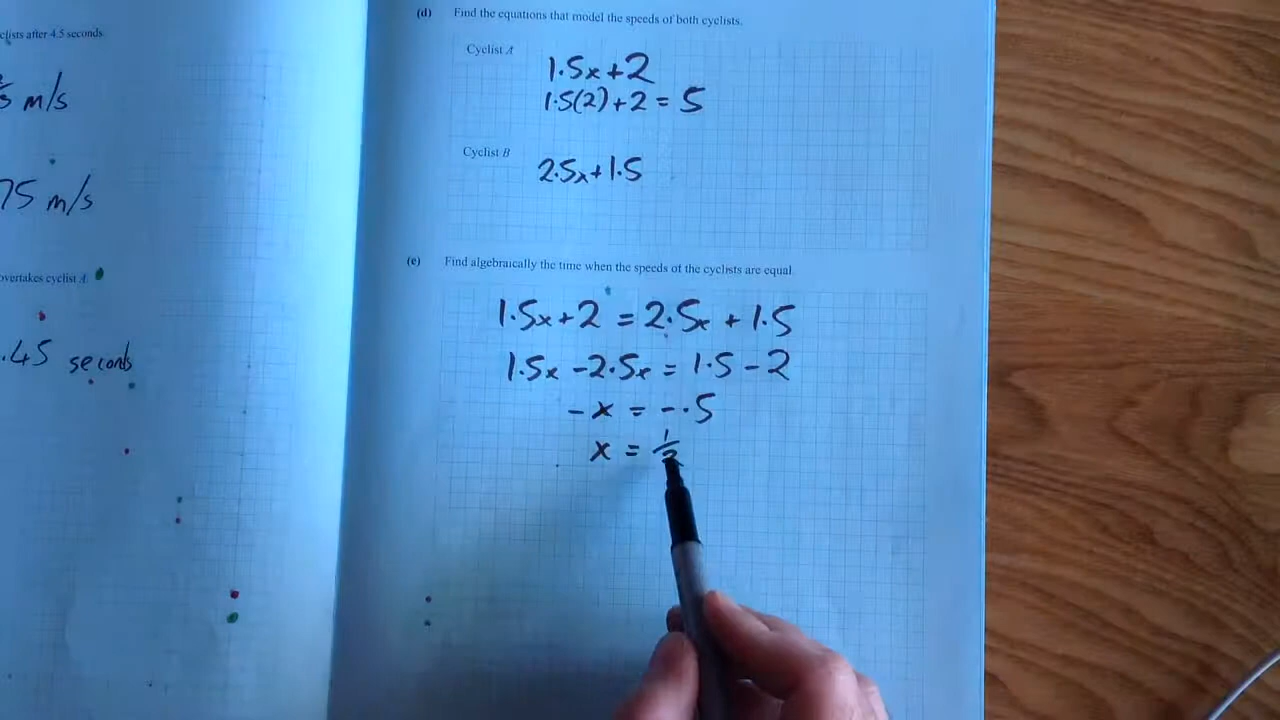 clists after 4.5 seconds.
m/s
75 m/s
overtakes cyclist A.
.45 seconds
(d) Find the equations that model the speeds of both cyclists.
Cyclist A
1.5x+2
1.5(2)+2 = 5
Cyclist B
2.5x+1.5
(e) Find algebraically the time when the speeds of the cyclists are equal.
1.5x+2 = 2.5x + 1.5
1.5x - 2.5x = 1.5 - 2
-x = -.5
x = 1/2